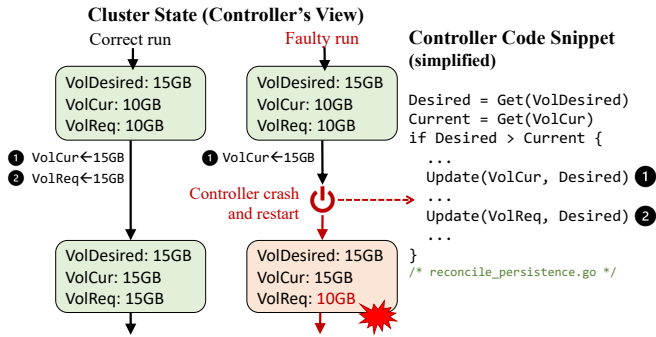 Cluster State (Controller's View)
Correct run
VolDesired: 15GB
VolCur: 10GB
VolReq: 10GB
1 VolCur←15GB
2 VolReq←15GB
VolDesired: 15GB
VolCur: 15GB
VolReq: 15GB
Faulty run
VolDesired: 15GB
VolCur: 10GB
VolReq: 10GB
1 VolCur←15GB
Controller crash
and restart
VolDesired: 15GB
VolCur: 15GB
VolReq: 10GB
Controller Code Snippet
(simplified)
Desired = Get(VolDesired)
Current = Get(VolCur)
if Desired > Current {
...
Update(VolCur, Desired) 1
...
Update(VolReq, Desired) 2
...
}
/* reconcile_persistence.go */